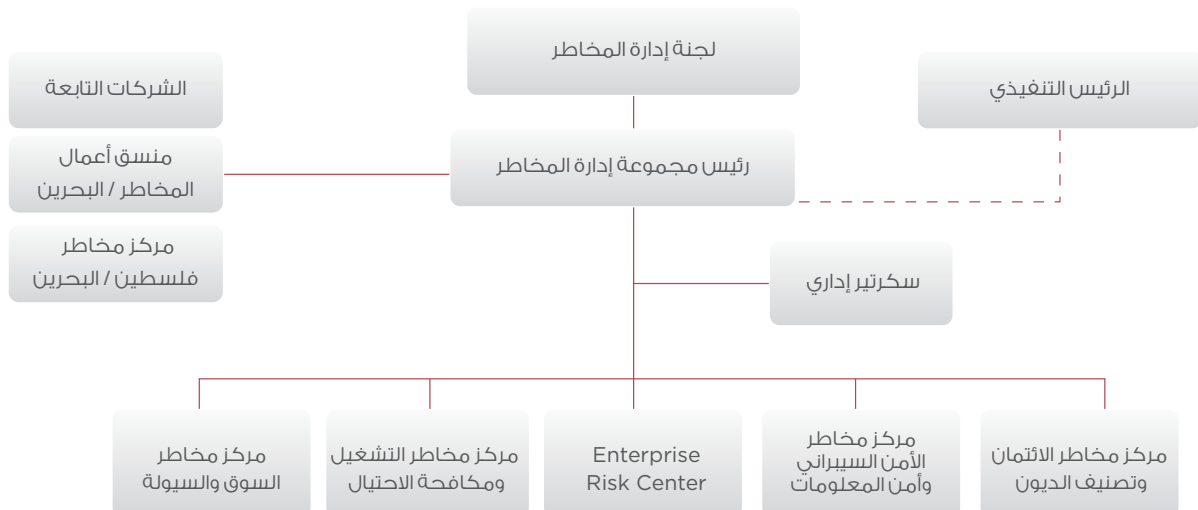 لجنة إدارة المخاطر
الرئيس التنفيذي
الشركات التابعة
رئيس مجموعة إدارة المخاطر
منسق أعمال
المخاطر / البحرين
مركز مخاطر
فلسطين / البحرين
سكرتير إداري
مركز مخاطر الائتمان
وتصنيف الديون
مركز مخاطر
الأمن السيبراني
وأمن المعلومات
Enterprise
Risk Center
مركز مخاطر التشغيل
ومكافحة الاحتيال
مركز مخاطر
السوق والسيولة